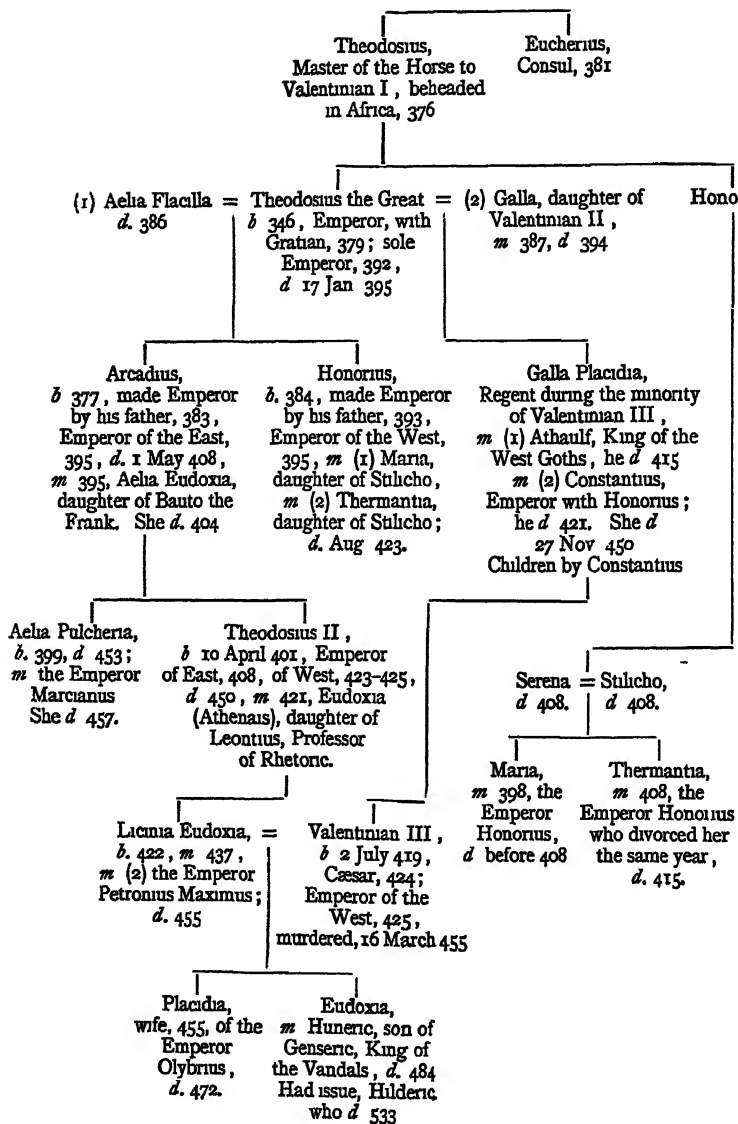 Theodosius,
Master of the Horse to
Valentinian I, beheaded
in Africa, 376
Eucherius,
Consul, 381
(1) Aelia Flacilla =
d. 386
Theodosius the Great =
b 346, Emperor, with
Gratian, 379; sole
Emperor, 392,
d 17 Jan 395
(2) Galla, daughter of
Valentinian II,
m 387, d 394
Hono
Arcadius,
b 377, made Emperor
by his father, 383,
Emperor of the East,
395, d. 1 May 408,
m 395, Aelia Eudoxia,
daughter of Bauto the
Frank. She d. 404
Honorius,
b. 384, made Emperor
by his father, 393,
Emperor of the West,
395, m (1) Maria,
daughter of Stilicho,
m (2) Thermantia,
daughter of Stilicho;
d. Aug 423.
Galla Placidia,
Regent during the minority
of Valentinian III,
m (1) Athaulf, King of the
West Goths, he d 415
m (2) Constantius,
Emperor with Honorius;
he d 421. She d
27 Nov 450
Children by Constantius
Aelia Pulcheria,
b. 399, d 453;
m the Emperor
Marcianus
She d 457.
Theodosius II,
b 10 April 401, Emperor
of East, 408, of West, 423-425,
d 450, m 421, Eudoxia
(Athenais), daughter of
Leontius, Professor
of Rhetoric.
Serena =
d 408.
Stilicho,
d 408.
Maria,
m 398, the
Emperor
Honorius,
d before 408
Thermantia,
m 408, the
Emperor Honorius
who divorced her
the same year,
d. 415.
Licinia Eudoxia, =
b. 422, m 437,
m (2) the Emperor
Petronius Maximus;
d. 455
Valentinian III,
b 2 July 419,
Cæsar, 424;
Emperor of the
West, 425,
murdered, 16 March 455
Placidia,
wife, 455, of the
Emperor
Olybrius,
d. 472.
Eudoxia,
m Huneric, son of
Genseric, King of
the Vandals, d. 484
Had issue, Hilderic
who d 533